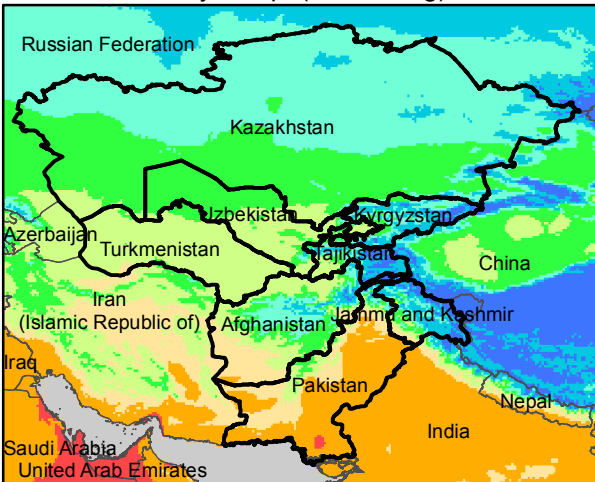 Russian Federation
Kazakhstan
Uzbekistan
Kyrgyzstan
Azerbaijan
Turkmenistan
Tajikistan
China
Iran
(Islamic Republic of)
Afghanistan
Jammu and Kashmir
Iraq
Pakistan
Nepal
India
Saudi Arabia
United Arab Emirates